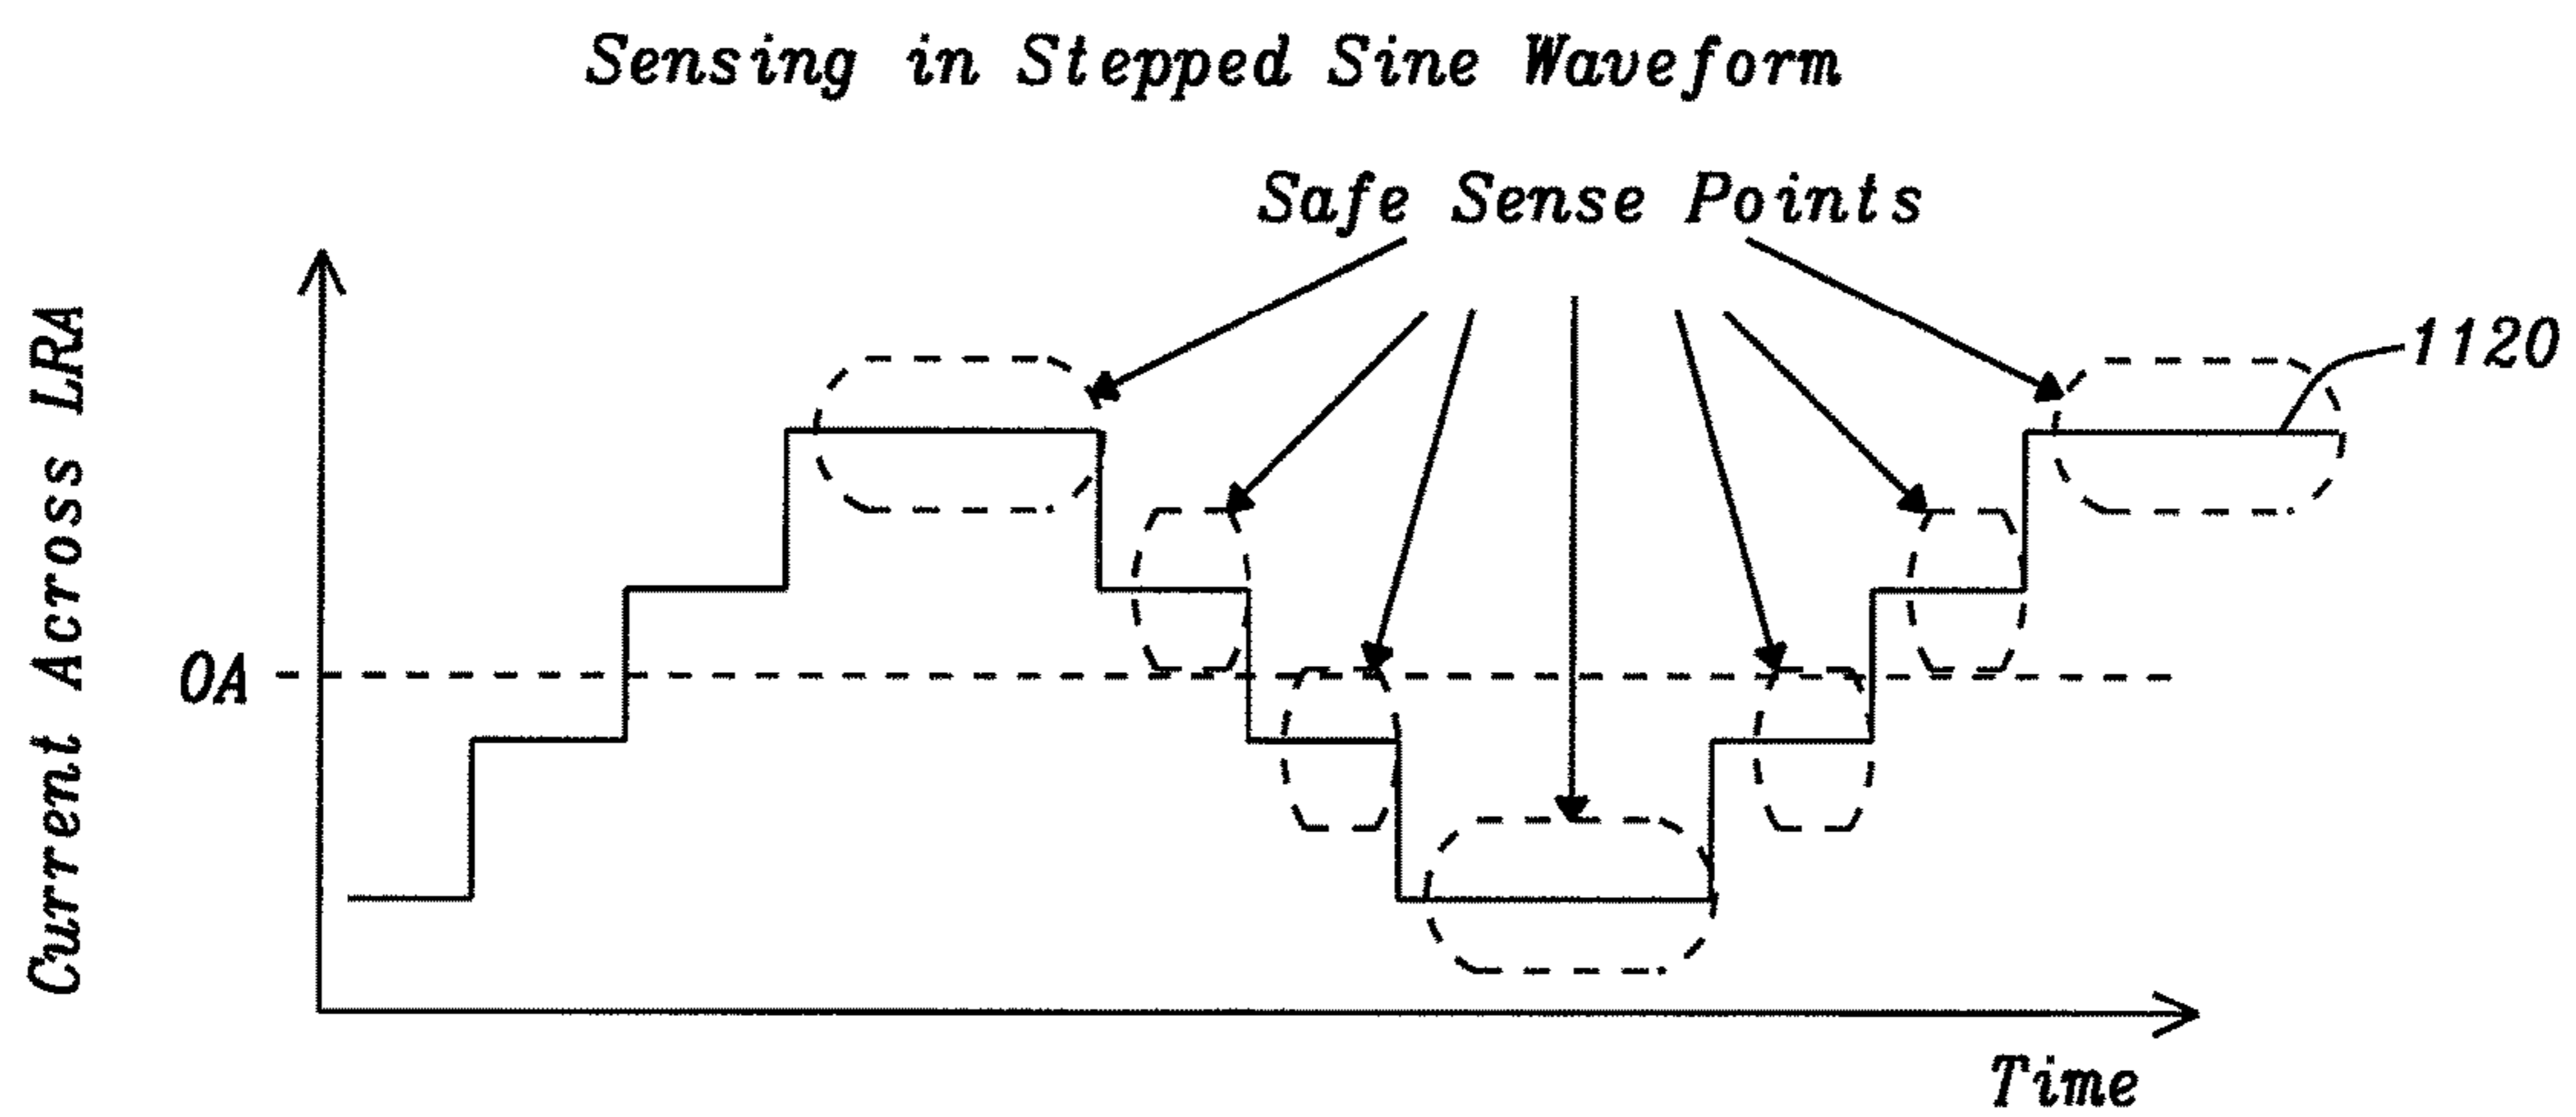 Sensing in Stepped Sine Waveform
Safe Sense Points
1120
Current Across LRA
0A
Time